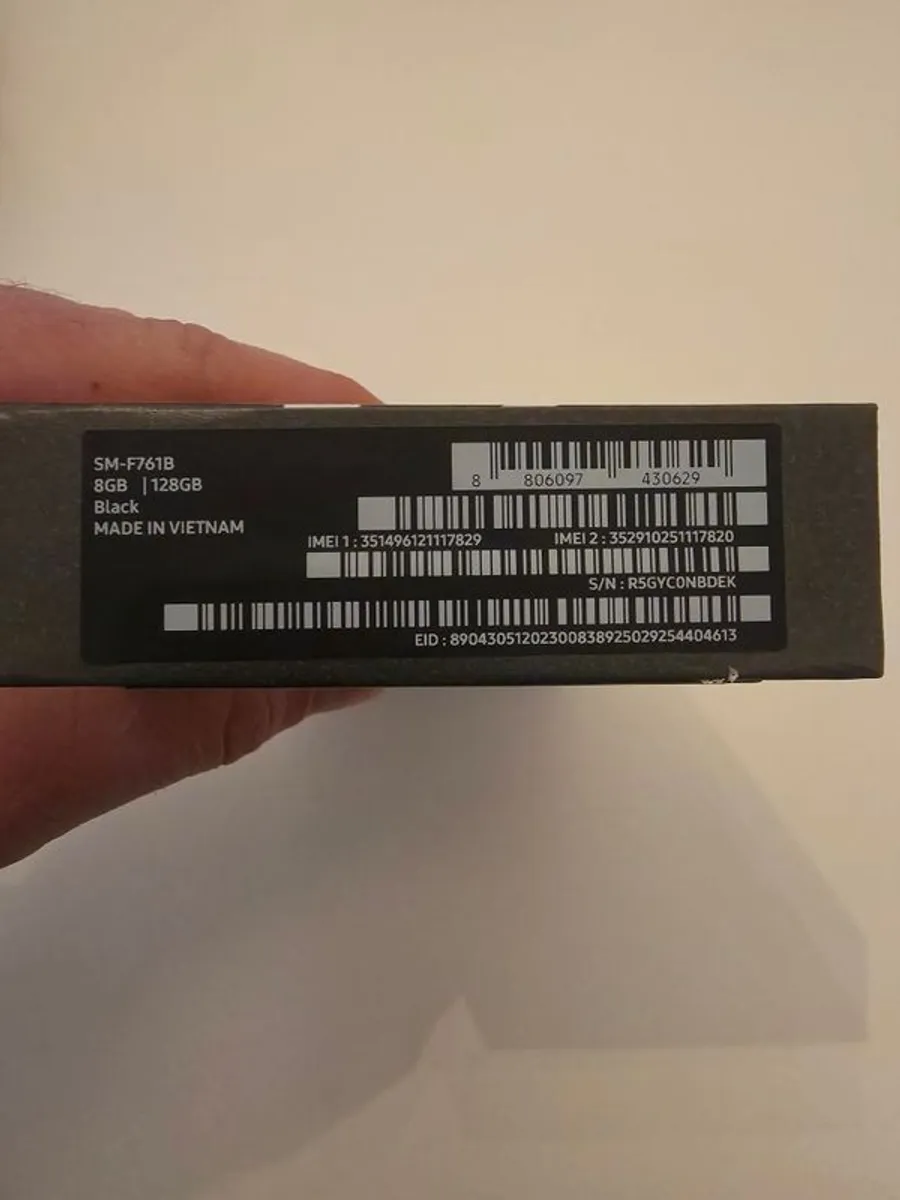 SM-F761B
8GB | 128GB
Black
MADE IN VIETNAM
8 806097 430629
IMEI 1 : 351496121117829 IMEI 2 : 352910251117820
S/N : R5GYC0NBDEK
EID : 89043051202300838925029254404613